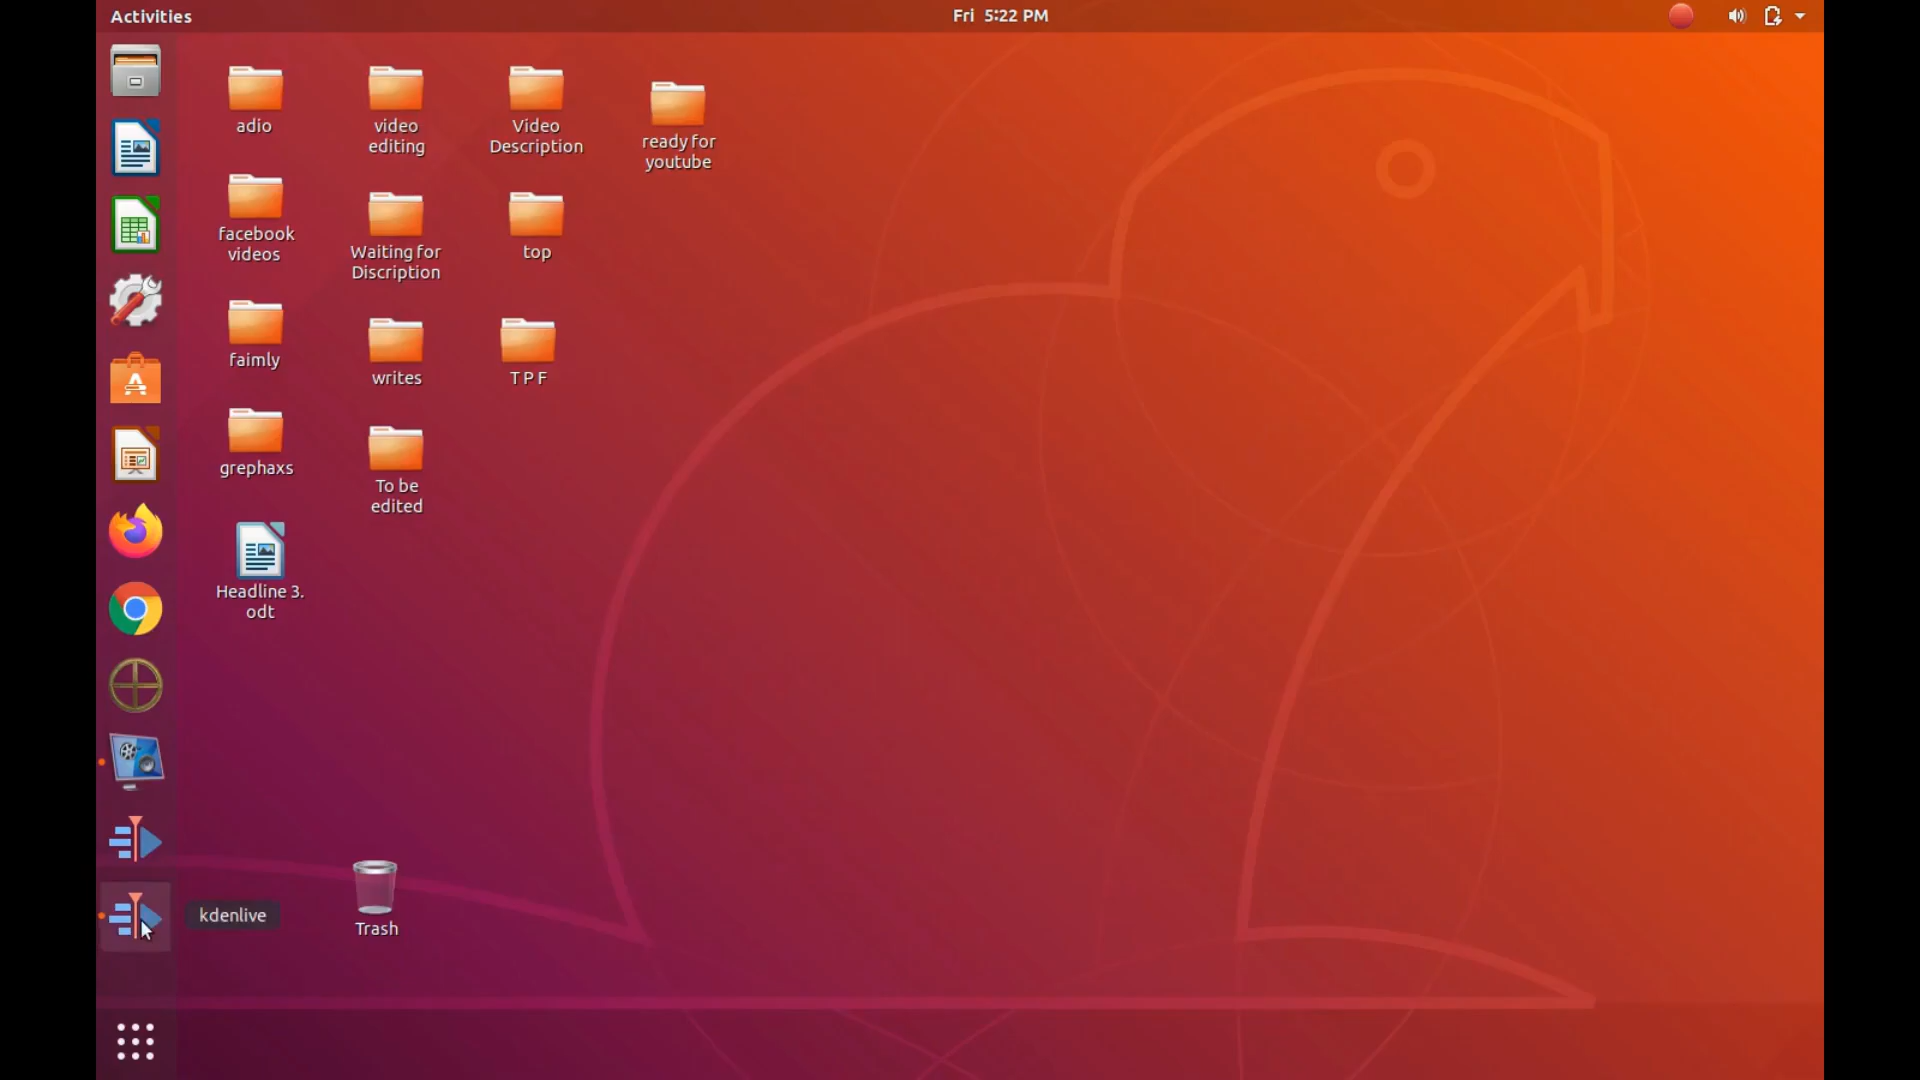 Activities
Fri 5:22 PM
adio
video
editing
Video
Description
ready for
youtube
facebook
videos
Waiting for
Discription
top
faimly
writes
T P F
grephaxs
To be
edited
Headline 3.
odt
kdenlive
Trash